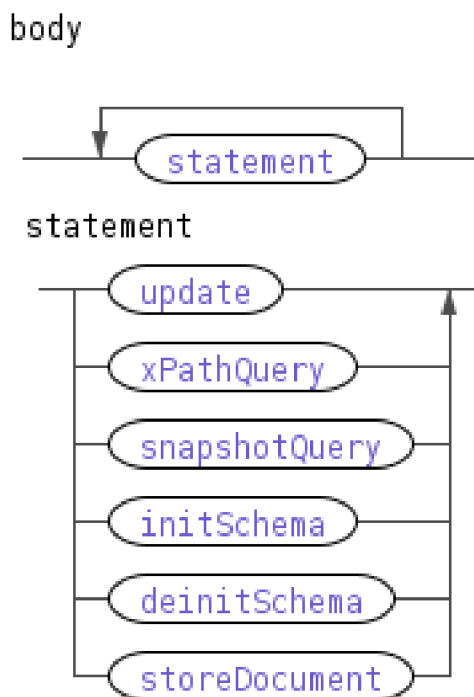 body
statement
statement
update
xPathQuery
snapshotQuery
initSchema
deinitSchema
storeDocument